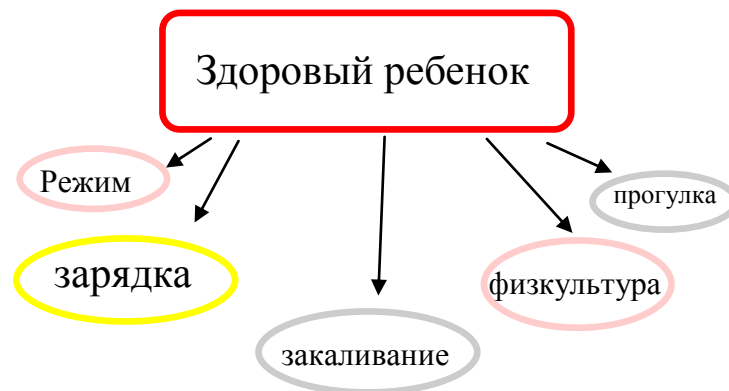 Здоровый ребенок
Режим
прогулка
зарядка
физкультура
закаливание